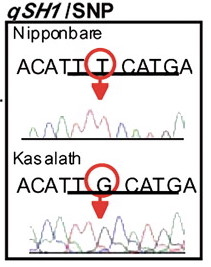 qSH1/SNP
Nipponbare
ACATT T CATGA
Kasalath
ACATT G CATGA